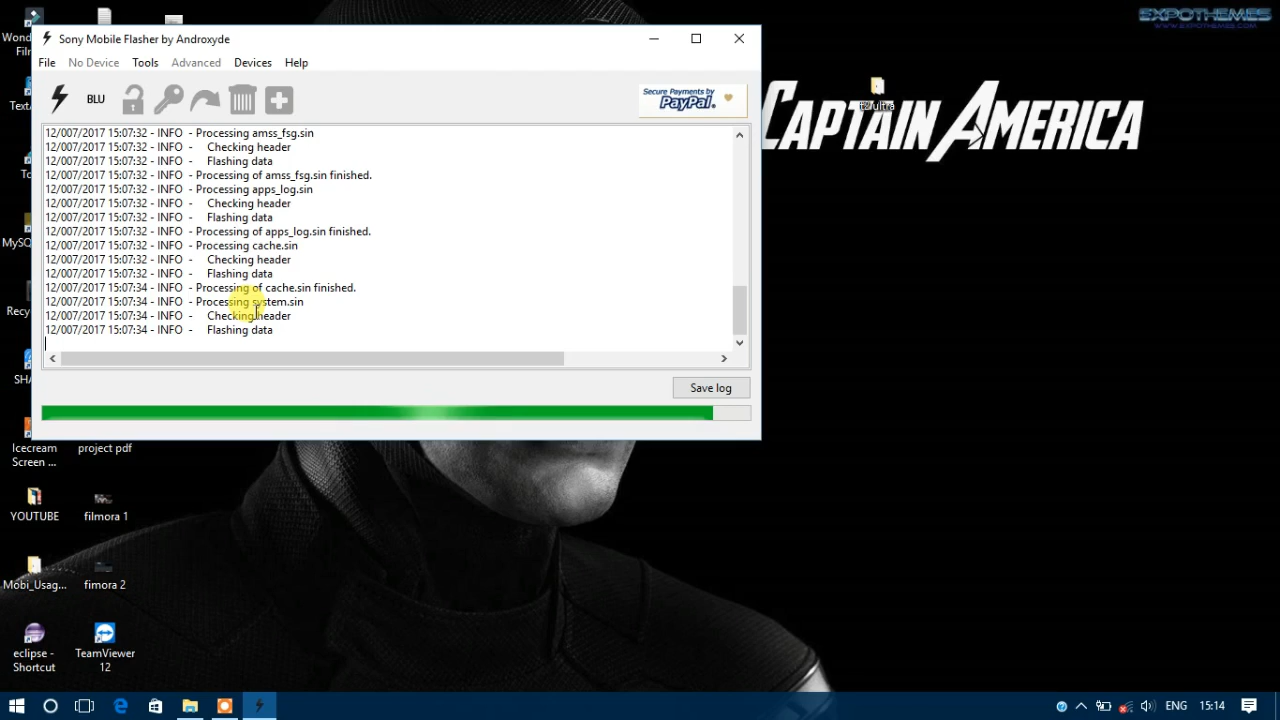 EXPOTHEMES
WWW.EXPOTHEMES.COM
Sony Mobile Flasher by Androxyde
File No Device Tools Advanced Devices Help
BLU
Secure Payments by
PayPal.
12/007/2017 15:07:32 - INFO - Processing amss_fsg.sin
12/007/2017 15:07:32 - INFO - Checking header
12/007/2017 15:07:32 - INFO - Flashing data
12/007/2017 15:07:32 - INFO - Processing of amss_fsg.sin finished.
12/007/2017 15:07:32 - INFO - Processing apps_log.sin
12/007/2017 15:07:32 - INFO - Checking header
12/007/2017 15:07:32 - INFO - Flashing data
12/007/2017 15:07:32 - INFO - Processing of apps_log.sin finished.
12/007/2017 15:07:32 - INFO - Processing cache.sin
12/007/2017 15:07:32 - INFO - Checking header
12/007/2017 15:07:32 - INFO - Flashing data
12/007/2017 15:07:34 - INFO - Processing of cache.sin finished.
12/007/2017 15:07:34 - INFO - Processing system.sin
12/007/2017 15:07:34 - INFO - Checking header
12/007/2017 15:07:34 - INFO - Flashing data
Save log
CAPTAIN AMERICA
t2 ultra
Icecream
Screen ...
project pdf
YOUTUBE
filmora 1
Mobi_Usag...
fimora 2
eclipse -
Shortcut
TeamViewer
12
ENG 15:14